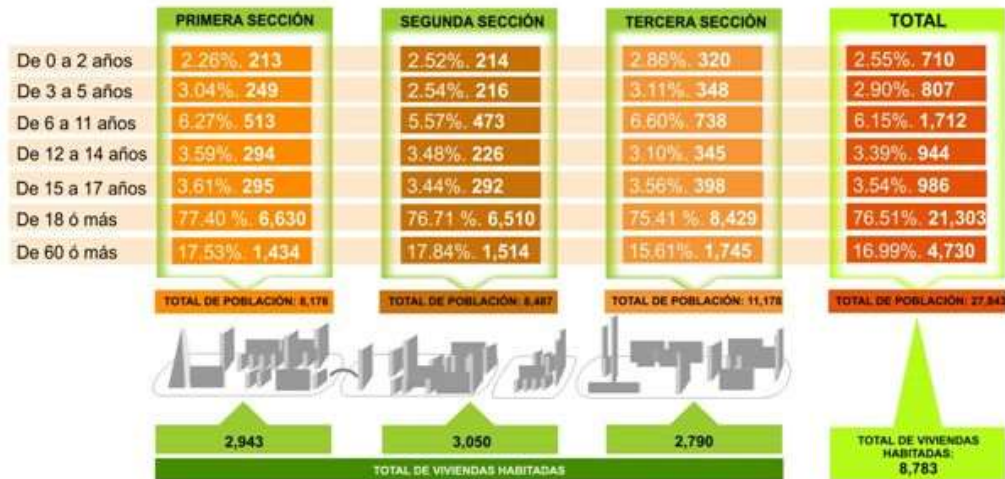 PRIMERA SECCIÓN SEGUNDA SECCIÓN TERCERA SECCIÓN TOTAL
De 0 a 2 años 2.26%. 213 2.52%. 214 2.86%. 320 2.55%. 710
De 3 a 5 años 3.04%. 249 2.54%. 216 3.11%. 348 2.90%. 807
De 6 a 11 años 6.27%. 513 5.57%. 473 6.60%. 738 6.15%. 1,712
De 12 a 14 años 3.59%. 294 3.48%. 226 3.10%. 345 3.39%. 944
De 15 a 17 años 3.61%. 295 3.44%. 292 3.56%. 398 3.54%. 986
De 18 ó más 77.40 %. 6,630 76.71 %. 6,510 75.41 %. 8,429 76.51%. 21,303
De 60 ó más 17.53%. 1,434 17.84%. 1,514 15.61%. 1,745 16.99%. 4,730
TOTAL DE POBLACIÓN: 8,178 TOTAL DE POBLACIÓN: 8,487 TOTAL DE POBLACIÓN: 11,178 TOTAL DE POBLACIÓN: 27,843
2,943 3,050 2,790
TOTAL DE VIVIENDAS HABITADAS
TOTAL DE VIVIENDAS
HABITADAS:
8,783